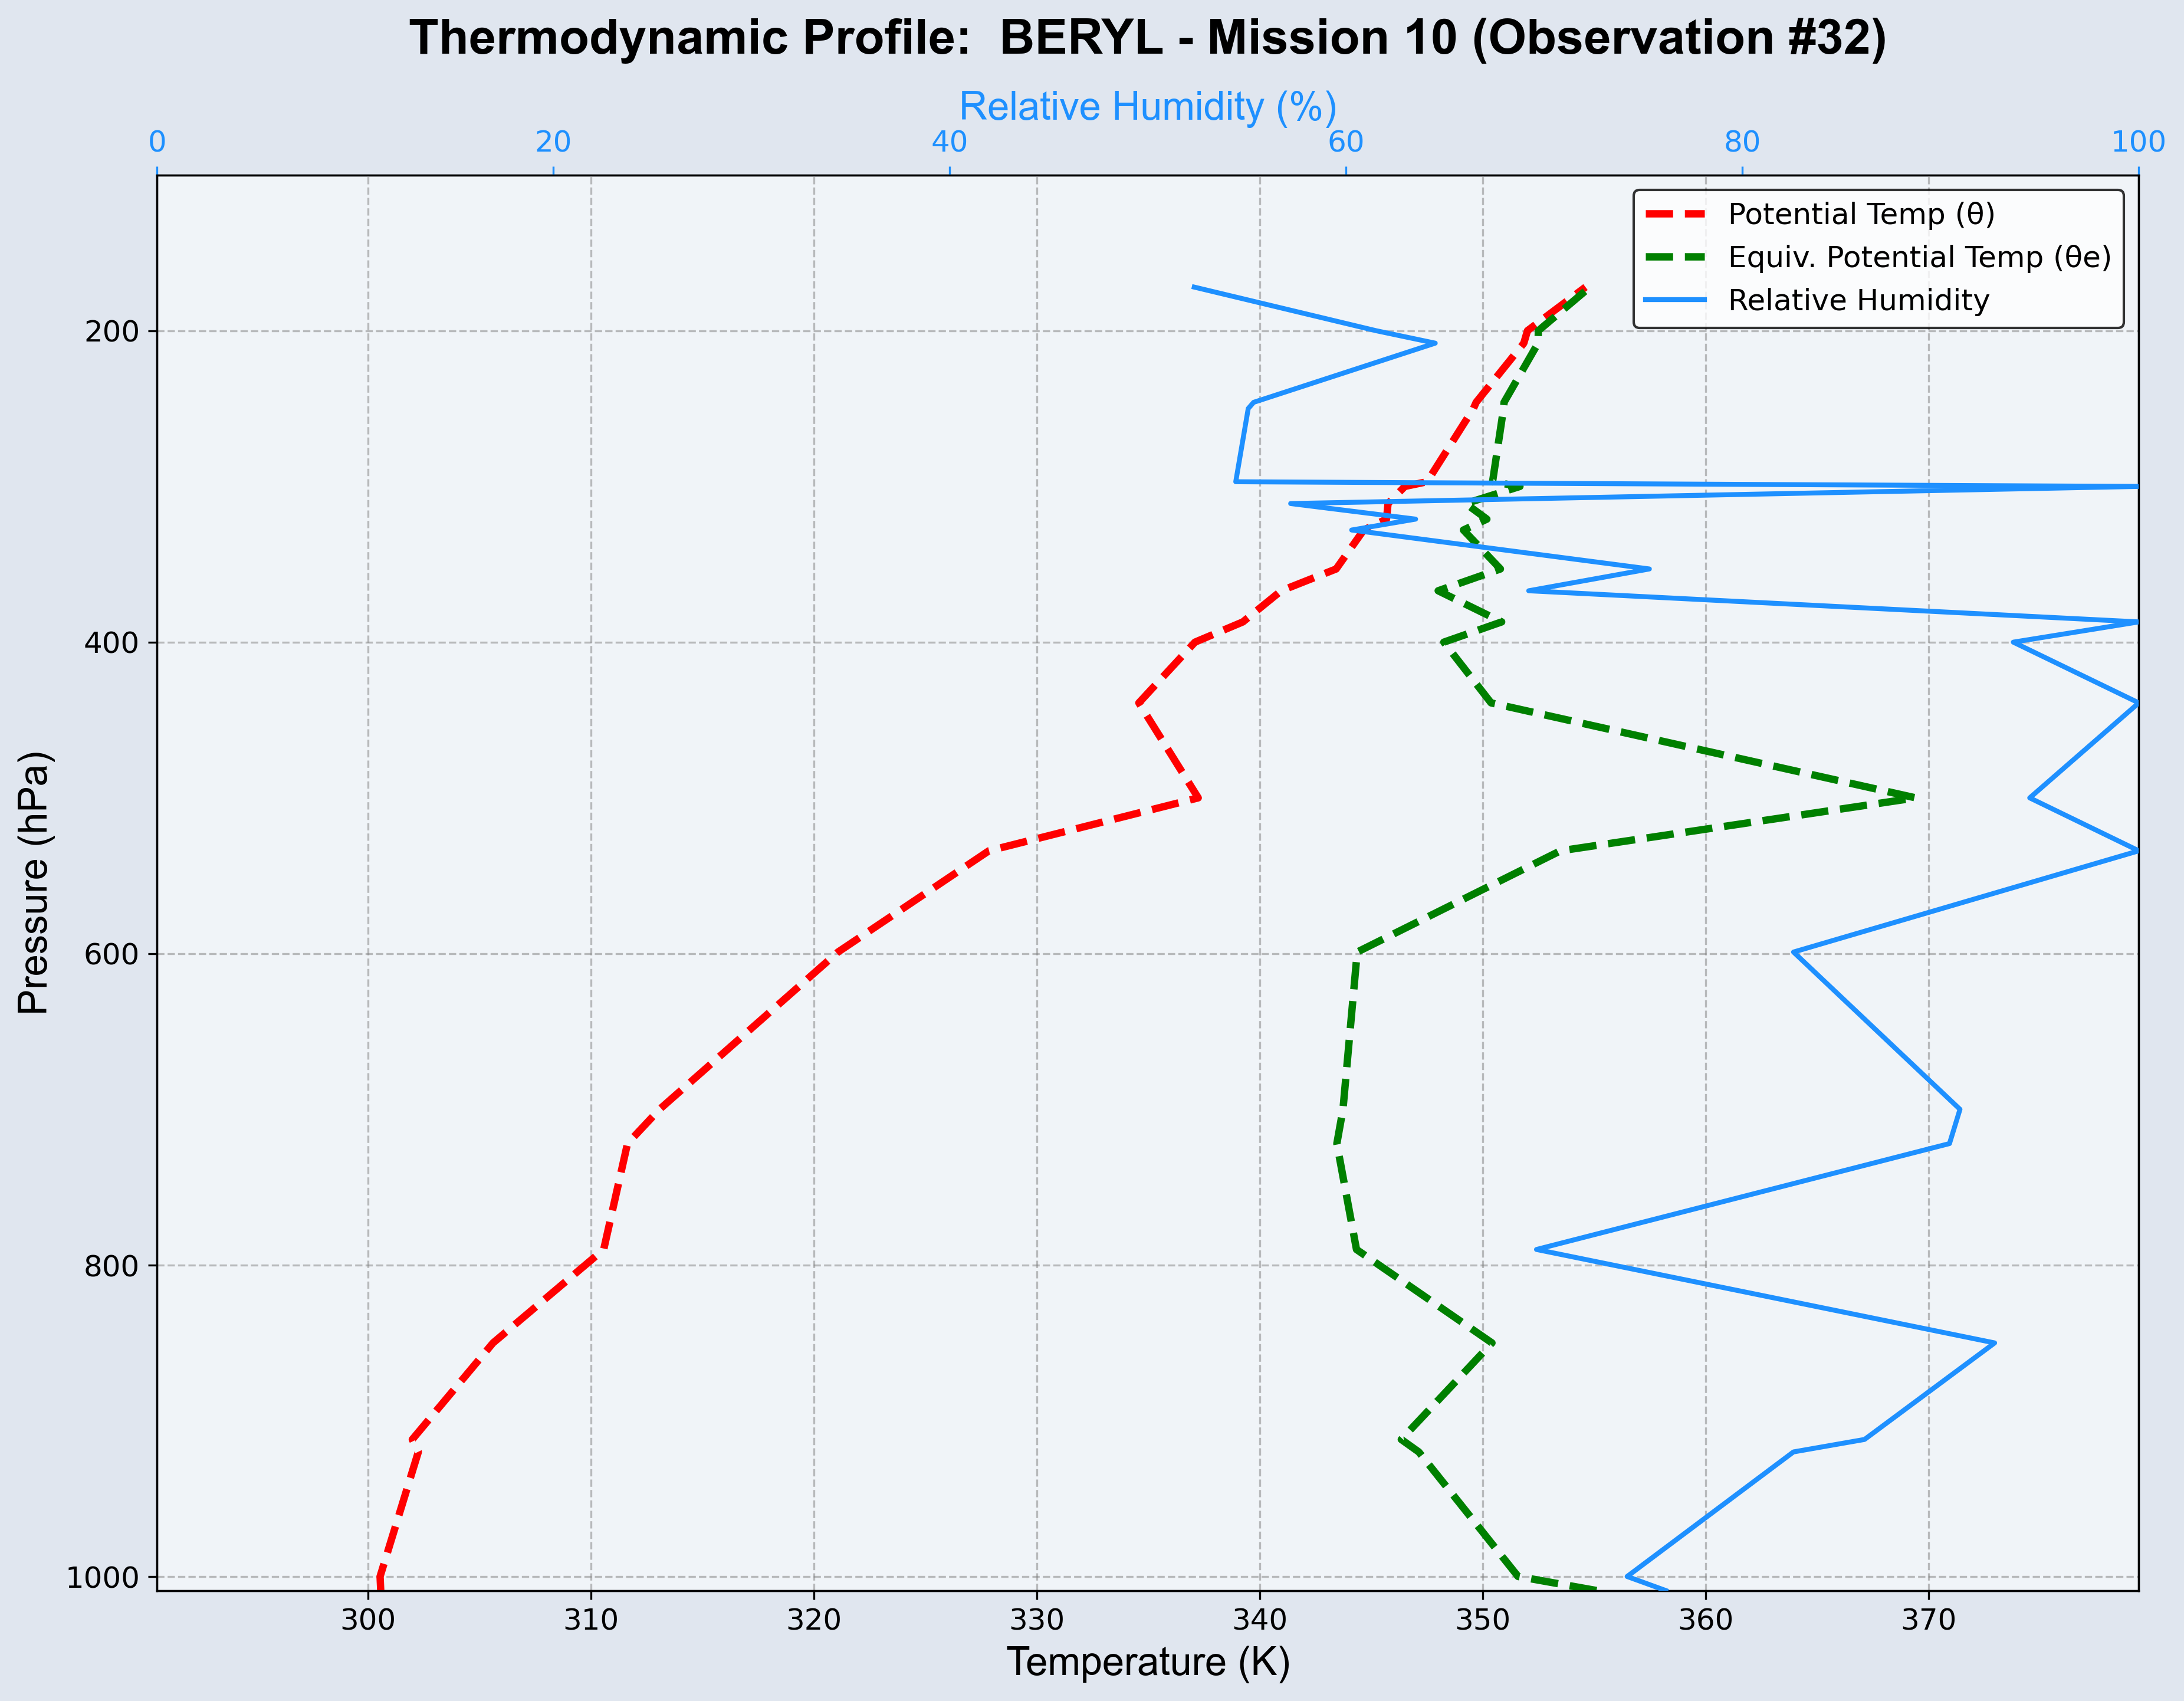 Thermodynamic Profile:  BERYL - Mission 10 (Observation #32)
Relative Humidity (%)
0 20 40 60 80 100
Potential Temp (θ)
Equiv. Potential Temp (θe)
Relative Humidity
200
400
600
800
1000
Pressure (hPa)
300 310 320 330 340 350 360 370
Temperature (K)